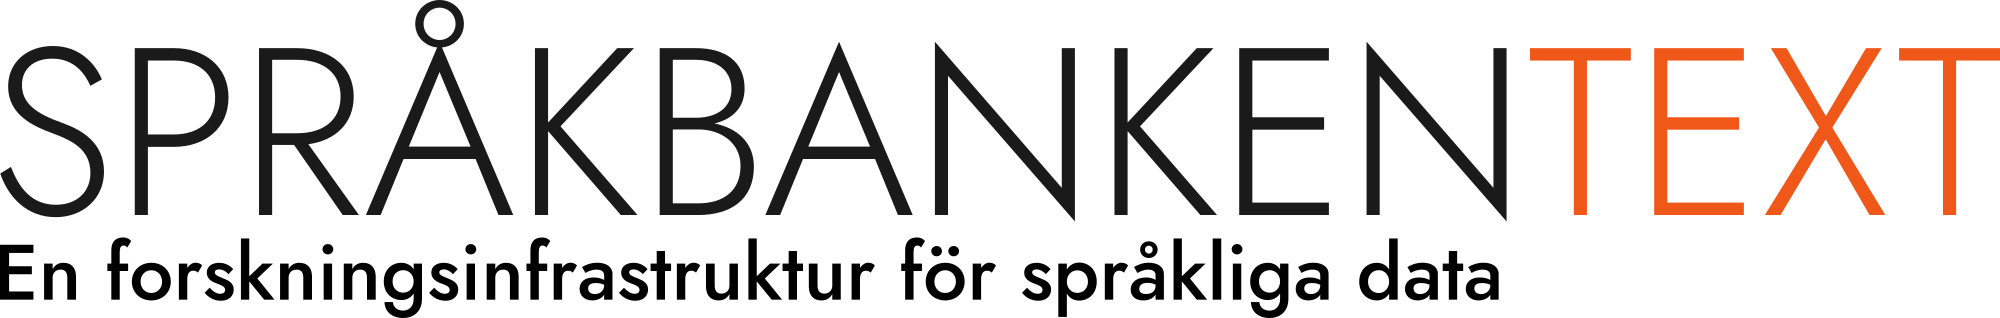 SPRÅKBANKENTEXT
En forskningsinfrastruktur för språkliga data